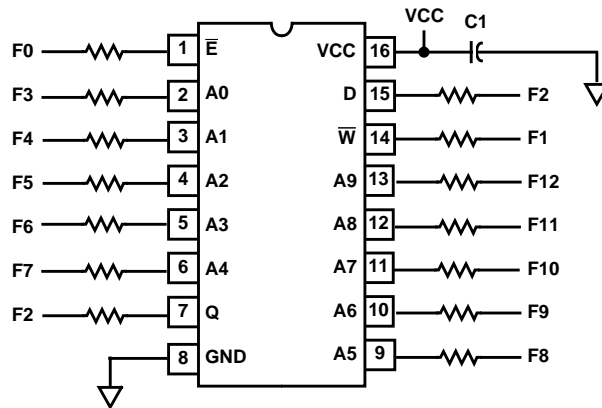 VCC C1
F0 1 E̅ VCC 16
F3 2 A0 D 15 F2
F4 3 A1 W̅ 14 F1
F5 4 A2 A9 13 F12
F6 5 A3 A8 12 F11
F7 6 A4 A7 11 F10
F2 7 Q A6 10 F9
8 GND A5 9 F8